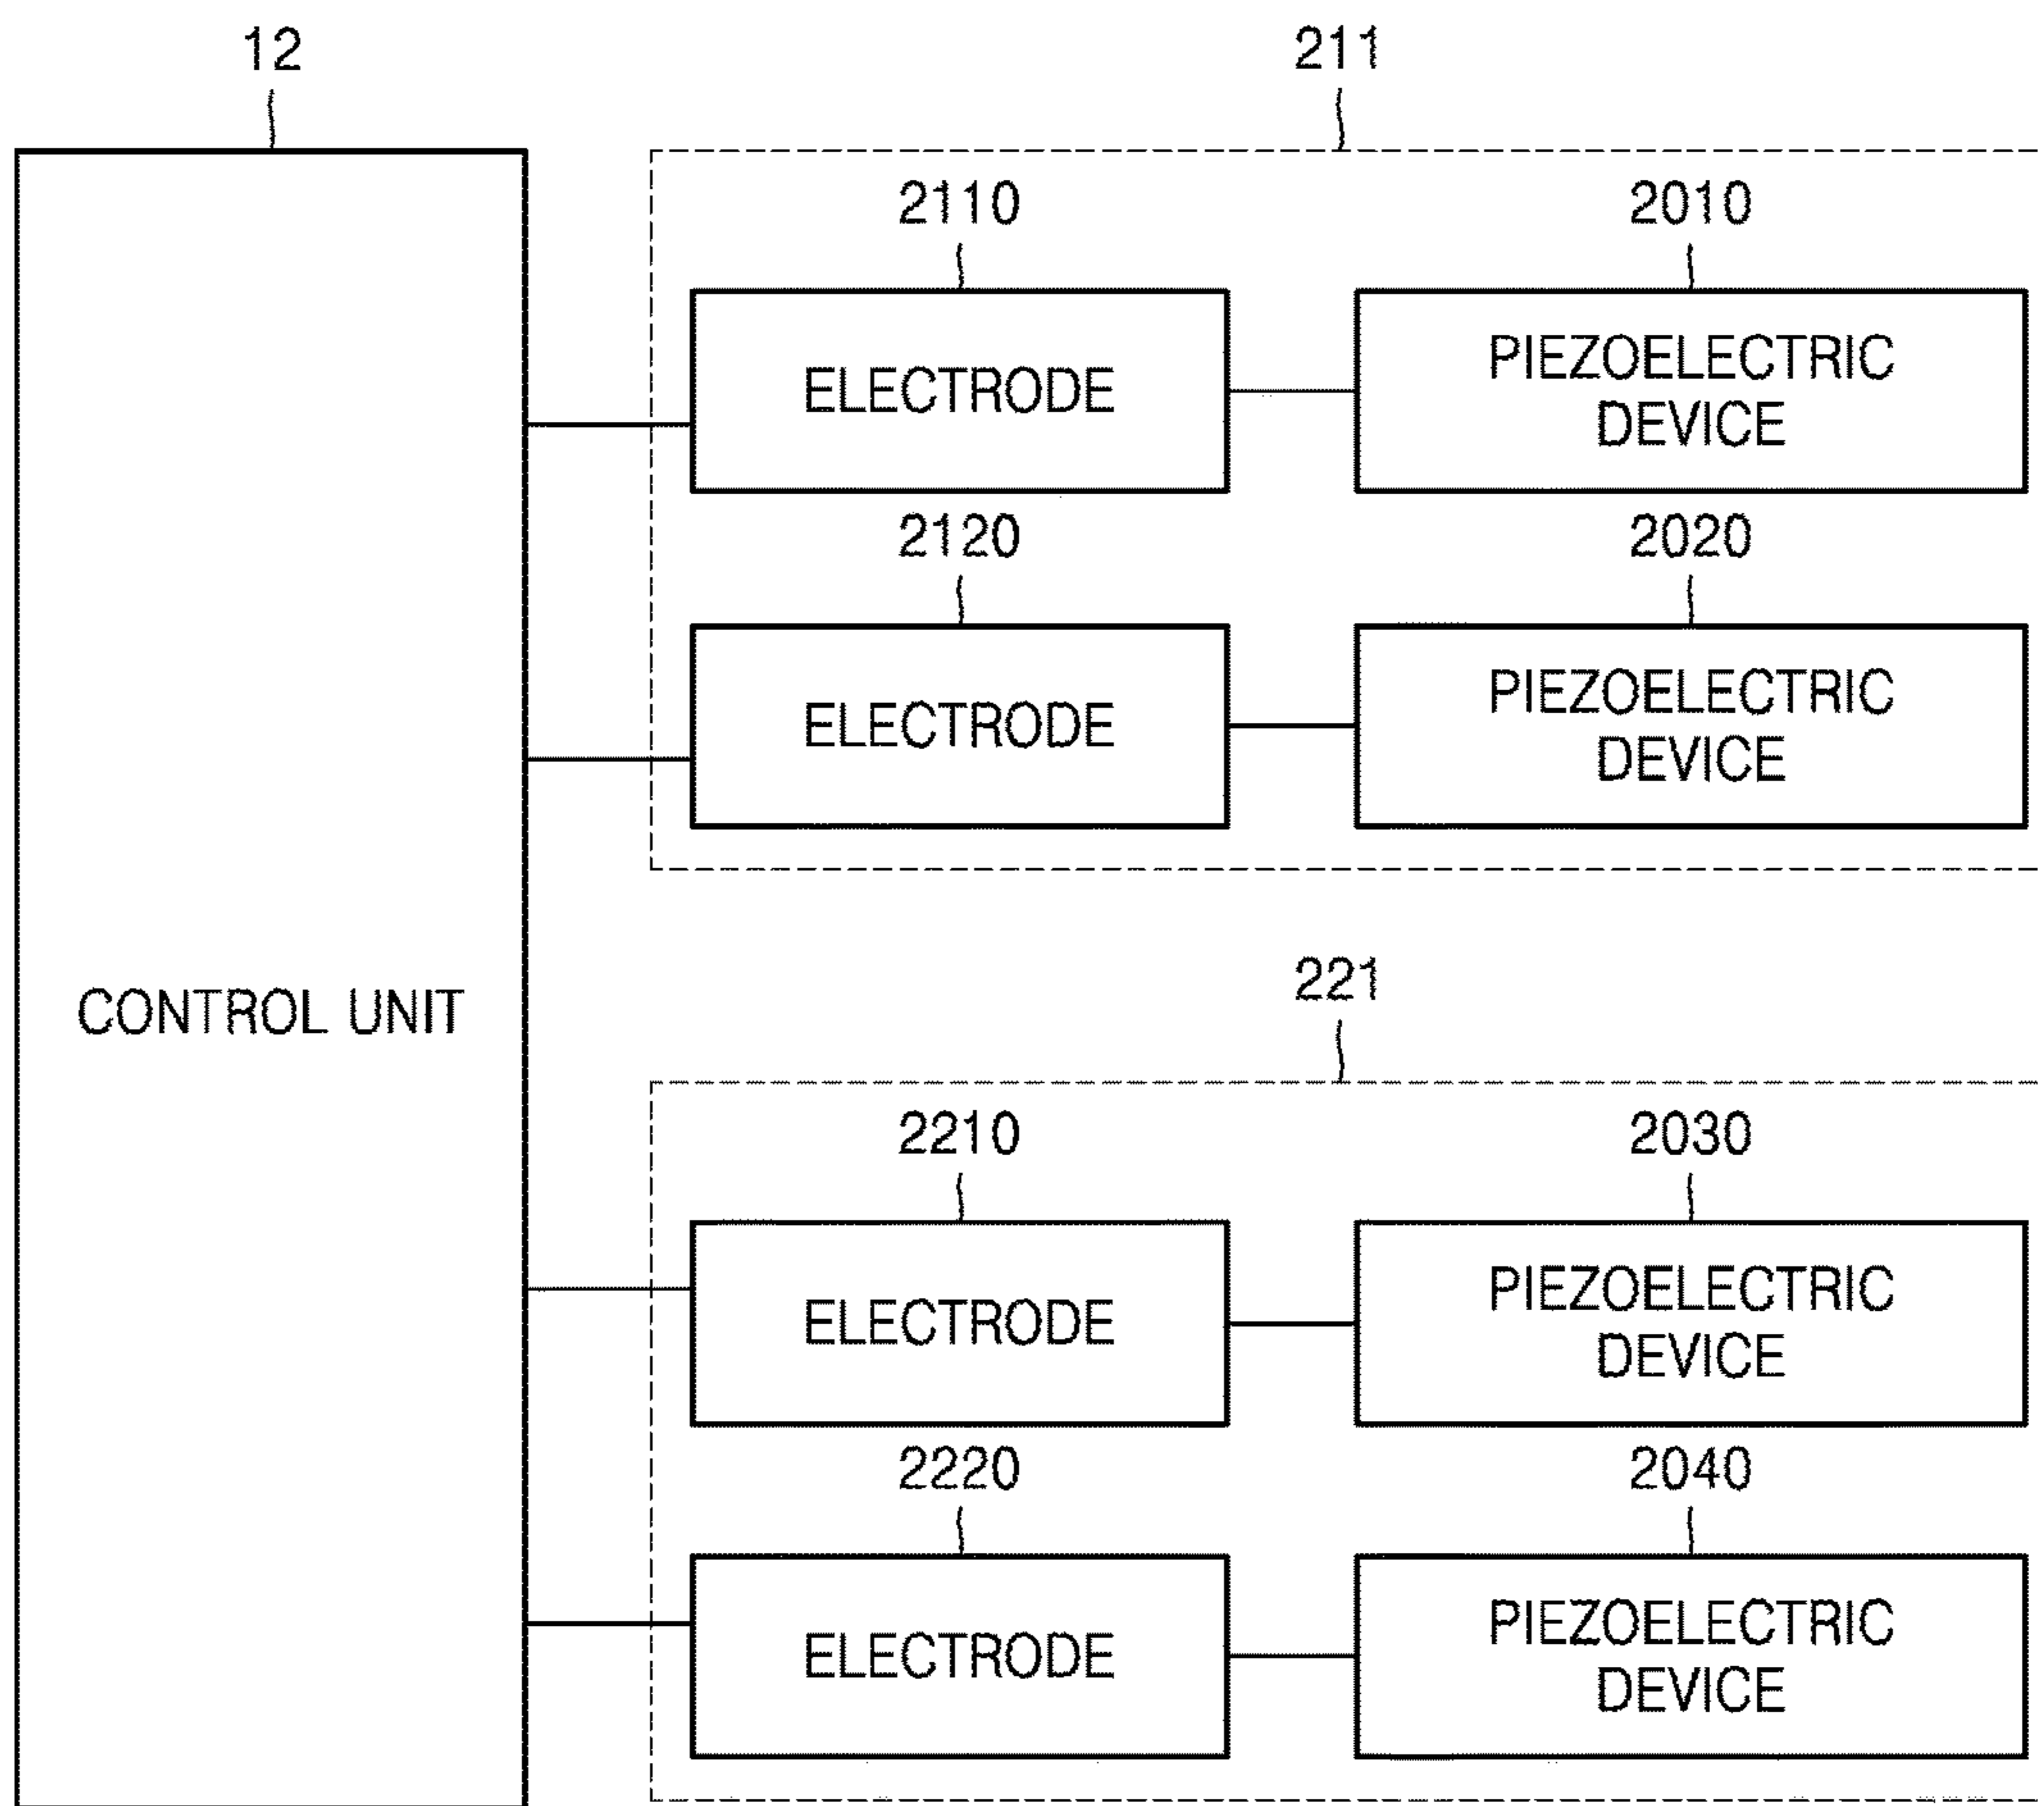 12
211
2110
2010
ELECTRODE
PIEZOELECTRIC
DEVICE
2120
2020
ELECTRODE
PIEZOELECTRIC
DEVICE
CONTROL UNIT
221
2210
2030
ELECTRODE
PIEZOELECTRIC
DEVICE
2220
2040
ELECTRODE
PIEZOELECTRIC
DEVICE